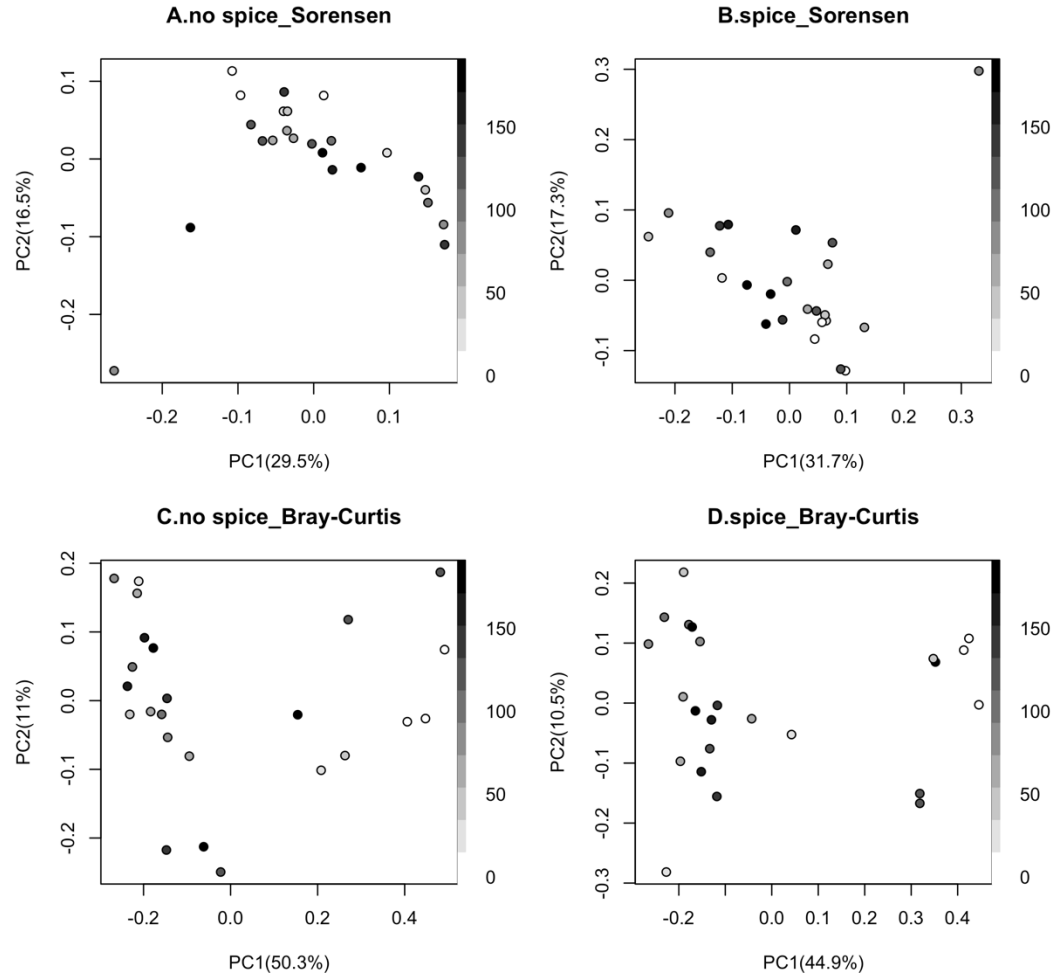 A.no spice_Sorensen
PC2(16.5%)
0.1
0.0
-0.1
-0.2
-0.2 -0.1 0.0 0.1
PC1(29.5%)
150
100
50
0
B.spice_Sorensen
PC2(17.3%)
0.3
0.2
0.1
0.0
-0.1
-0.2 -0.1 0.0 0.1 0.2 0.3
PC1(31.7%)
150
100
50
0
C.no spice_Bray-Curtis
PC2(11%)
0.2
0.1
0.0
-0.1
-0.2
-0.2 0.0 0.2 0.4
PC1(50.3%)
150
100
50
0
D.spice_Bray-Curtis
PC2(10.5%)
0.2
0.1
0.0
-0.1
-0.2
-0.3
-0.2 0.0 0.1 0.2 0.3 0.4
PC1(44.9%)
150
100
50
0